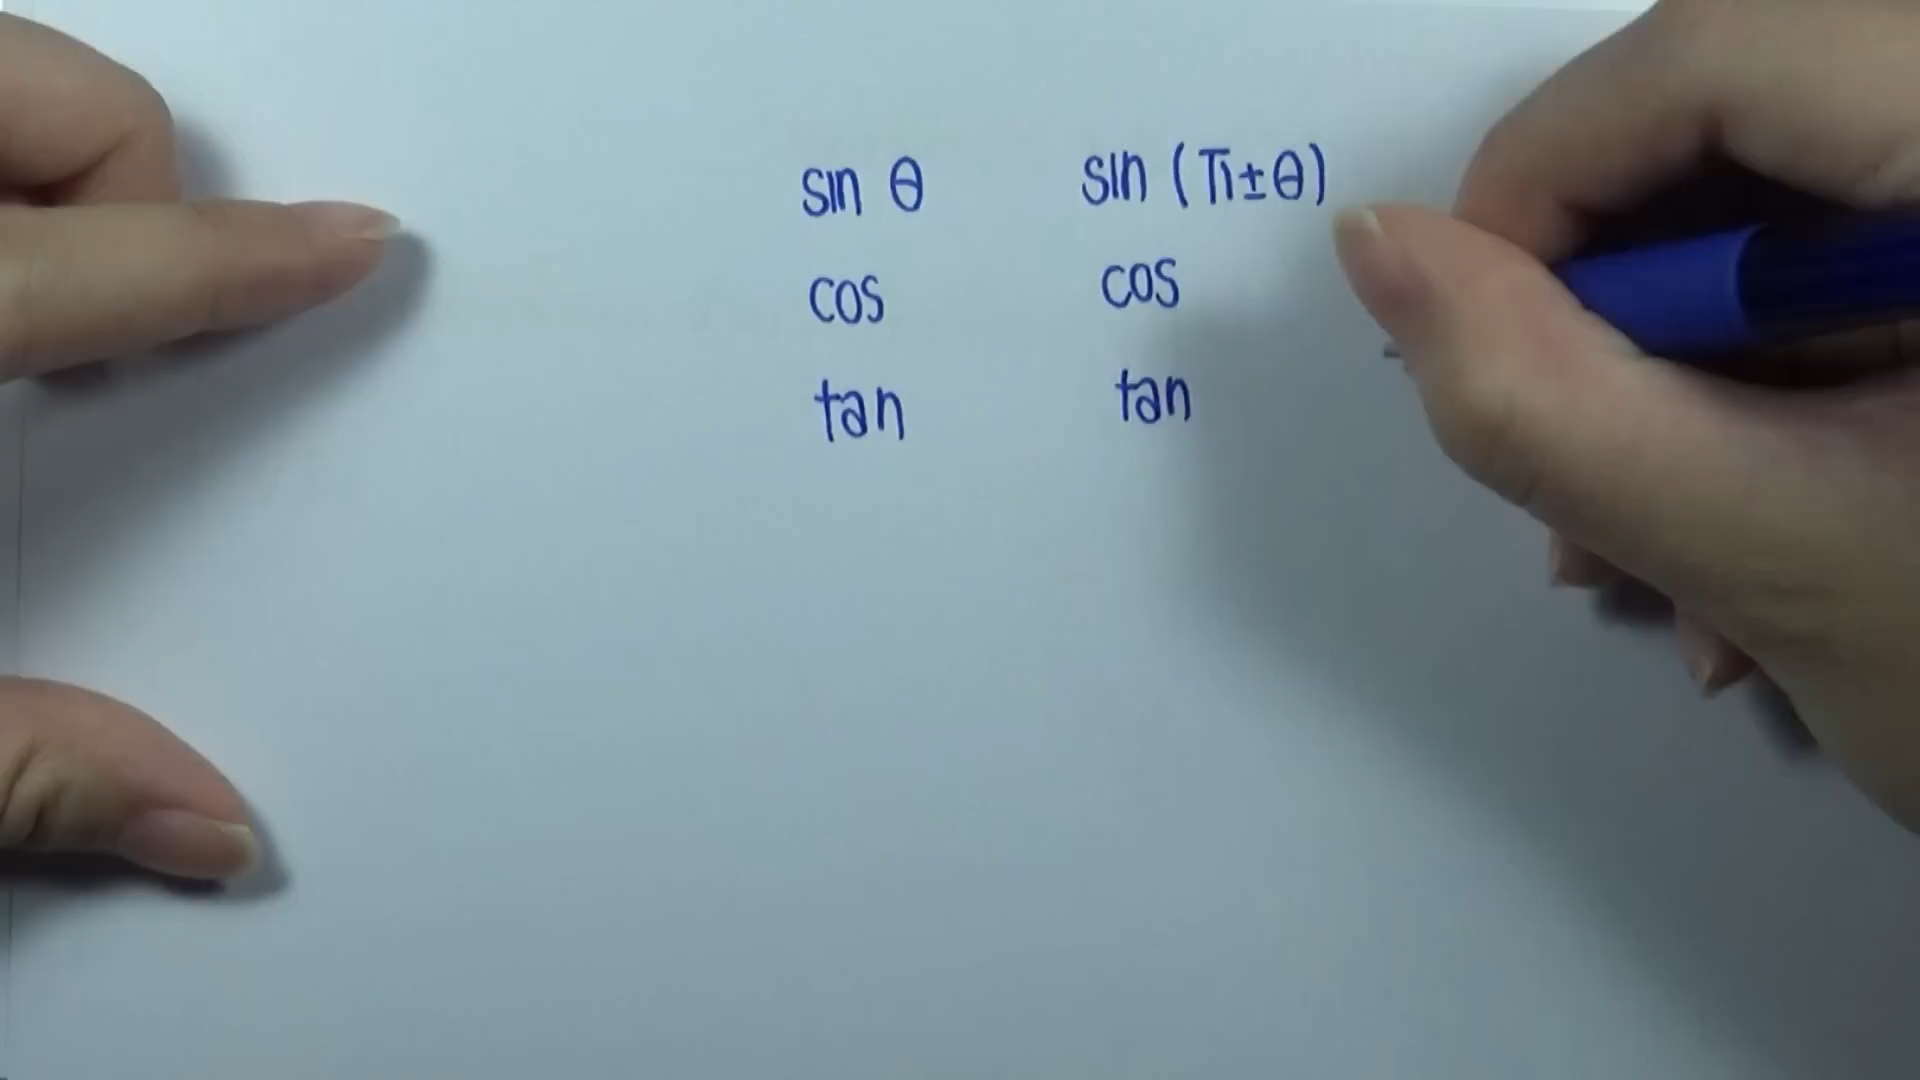 sin θ sin (π±θ)
cos cos
tan tan